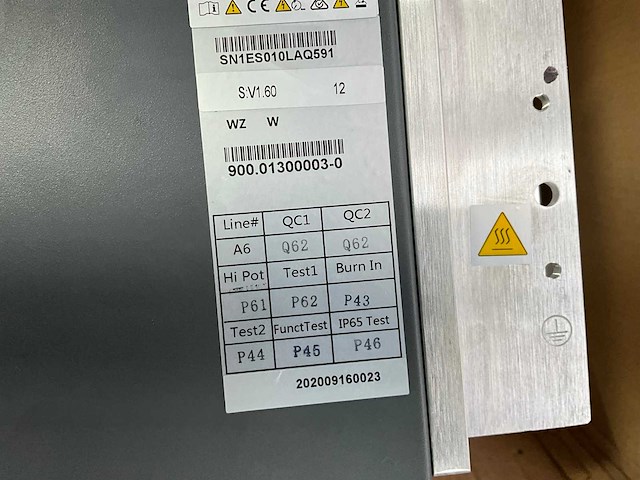 SN1ES010LAQ591
S:V1.60 12
WZ W
900.01300003-0
Line# QC1 QC2
A6 Q62 Q62
Hi Pot Test1 Burn In
P61 P62 P43
Test2 FunctTest IP65 Test
P44 P45 P46
202009160023